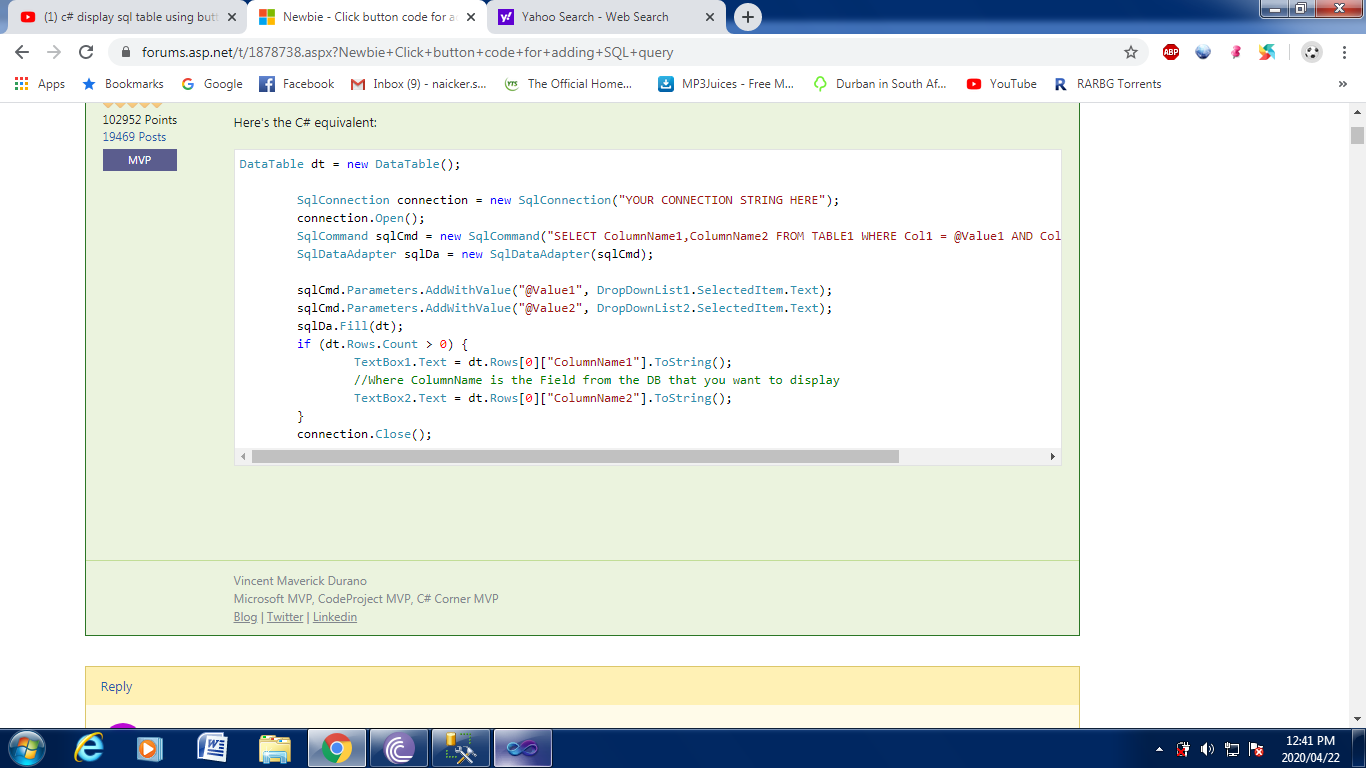 (1) c# display sql table using butt
Newbie - Click button code for a
Yahoo Search - Web Search
forums.asp.net/t/1878738.aspx?Newbie+Click+button+code+for+adding+SQL+query
ABP
Apps
Bookmarks
Google
Facebook
Inbox (9) - naicker.s...
The Official Home...
MP3Juices - Free M...
Durban in South Af...
YouTube
RARBG Torrents
»
102952 Points
19469 Posts
MVP
Here's the C# equivalent:
DataTable dt = new DataTable();
SqlConnection connection = new SqlConnection("YOUR CONNECTION STRING HERE");
connection.Open();
SqlCommand sqlCmd = new SqlCommand("SELECT ColumnName1,ColumnName2 FROM TABLE1 WHERE Col1 = @Value1 AND Col
SqlDataAdapter sqlDa = new SqlDataAdapter(sqlCmd);
sqlCmd.Parameters.AddWithValue("@Value1", DropDownList1.SelectedItem.Text);
sqlCmd.Parameters.AddWithValue("@Value2", DropDownList2.SelectedItem.Text);
sqlDa.Fill(dt);
if (dt.Rows.Count > 0) {
TextBox1.Text = dt.Rows[0]["ColumnName1"].ToString();
//Where ColumnName is the Field from the DB that you want to display
TextBox2.Text = dt.Rows[0]["ColumnName2"].ToString();
}
connection.Close();
Vincent Maverick Durano
Microsoft MVP, CodeProject MVP, C# Corner MVP
Blog | Twitter | Linkedin
Reply
12:41 PM
2020/04/22